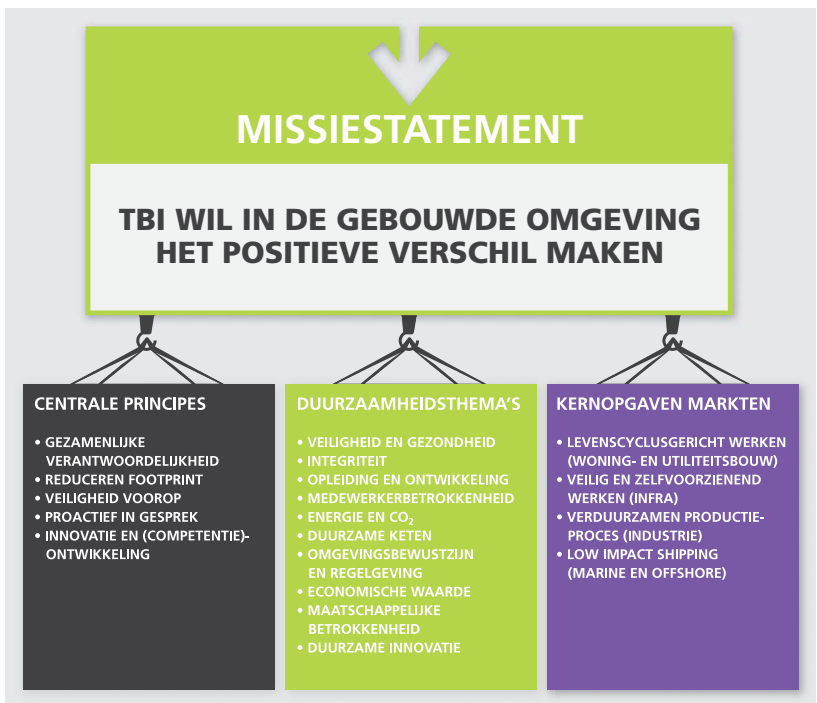 MISSIESTATEMENT
TBI WIL IN DE GEBOUWDE OMGEVING
HET POSITIEVE VERSCHIL MAKEN
CENTRALE PRINCIPES
• GEZAMENLIJKE
VERANTWOORDELIJKHEID
• REDUCEREN FOOTPRINT
• VEILIGHEID VOOROP
• PROACTIEF IN GESPREK
• INNOVATIE EN (COMPETENTIE)-
ONTWIKKELING
DUURZAAMHEIDSTHEMA'S
• VEILIGHEID EN GEZONDHEID
• INTEGRITEIT
• OPLEIDING EN ONTWIKKELING
• MEDEWERKERBETROKKENHEID
• ENERGIE EN CO₂
• DUURZAME KETEN
• OMGEVINGSBEWUSTZIJN
EN REGELGEVING
• ECONOMISCHE WAARDE
• MAATSCHAPPELIJKE
BETROKKENHEID
• DUURZAME INNOVATIE
KERNOPGAVEN MARKTEN
• LEVENSCYCLUSGERICHT WERKEN
(WONING- EN UTILITEITSBOUW)
• VEILIG EN ZELFVOORZIENEND
WERKEN (INFRA)
• VERDUURZAMEN PRODUCTIE-
PROCES (INDUSTRIE)
• LOW IMPACT SHIPPING
(MARINE EN OFFSHORE)